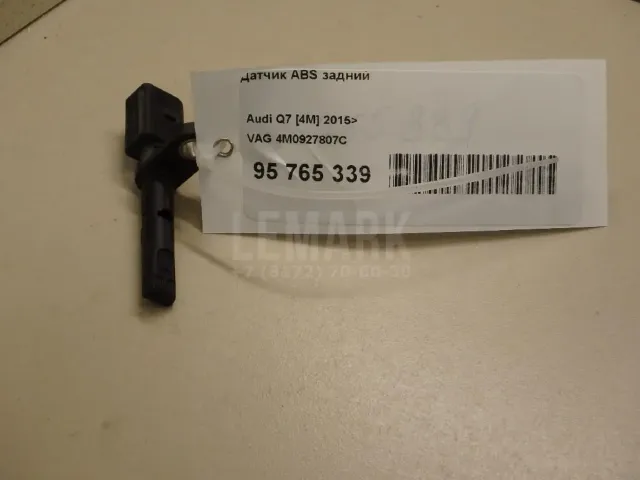 Датчик ABS задний
Audi Q7 [4M] 2015>
VAG 4M0927807C
95 765 339
LEMARK